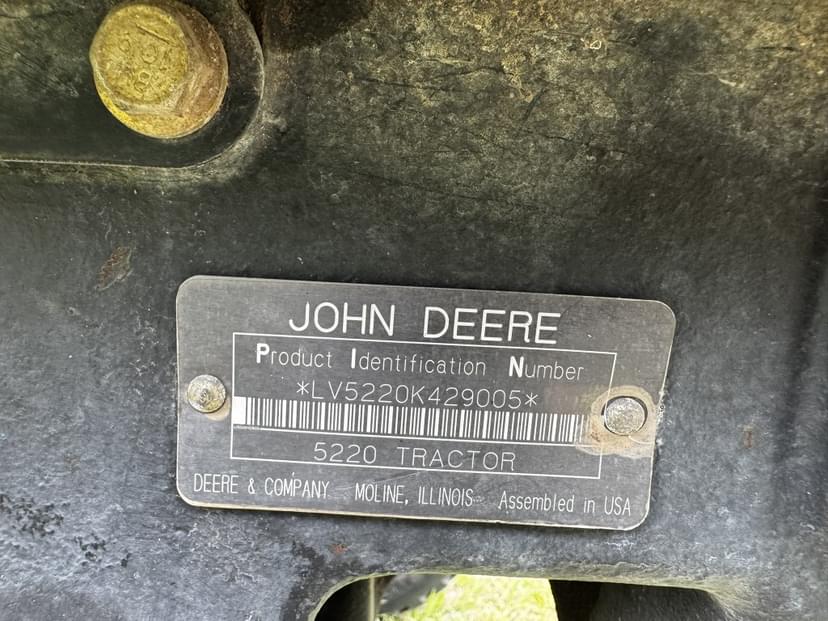 JOHN DEERE
Product Identification Number
*LV5220K429005*
5220 TRACTOR
DEERE & COMPANY MOLINE, ILLINOIS Assembled in USA